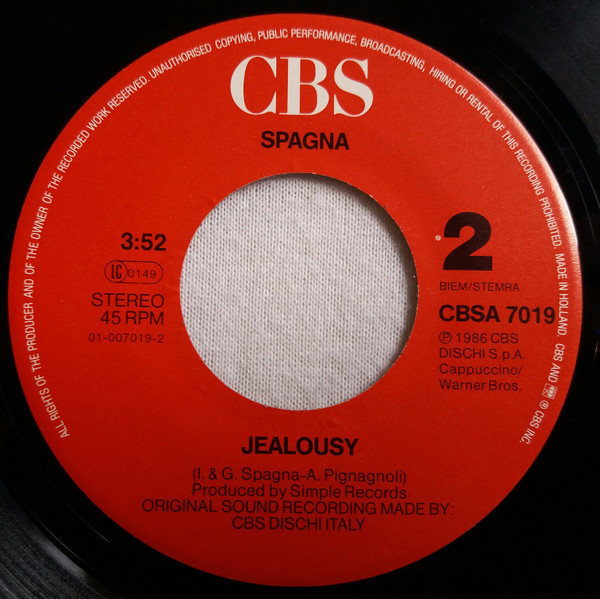 ALL RIGHTS OF THE PRODUCER AND OF THE OWNER OF THE RECORDED WORK RESERVED. UNAUTHORISED COPYING, PUBLIC PERFORMANCE, BROADCASTING, HIRING OR RENTAL OF THIS RECORDING PROHIBITED. MADE IN HOLLAND. CBS AND ® CBS INC.
CBS
SPAGNA
3:52
LC 0149
STEREO
45 RPM
01-007019-2
2
BIEM/STEMRA
CBSA 7019
℗ 1986 CBS
DISCHI S.p.A.
Cappuccino/
Warner Bros.
JEALOUSY
(I. & G. Spagna-A. Pignagnoli)
Produced by Simple Records
ORIGINAL SOUND RECORDING MADE BY:
CBS DISCHI ITALY